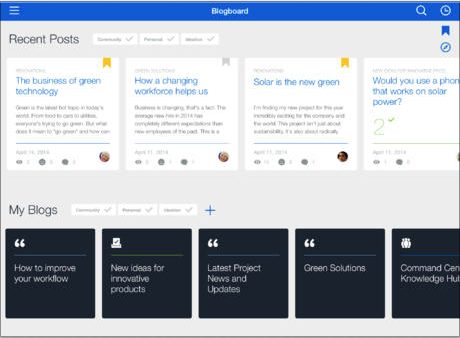 Blogboard
Recent Posts
Community
Personal
Ideation
RENOVATIONS
The business of green
technology
Green is the latest hot topic in today's
world. From food to cars to utilities,
everyone's trying to go green. But what
does it mean to "go green" and how can
April 14, 2014
GREEN SOLUTIONS
How a changing
workforce helps us
Business is changing, that's a fact. The
average new hire in 2014 has
completely different expectations than
new employees of the past. This is a
April 11, 2014
RENOVATIONS
Solar is the new green
I'm finding my new project for this year
incredibly exciting for the company and
the world. This project isn't just about
sustainability, it's also about radically
April 11, 2014
NEW IDEAS FOR INNOVATIVE PRODU
Would you use a phon
that works on solar
power?
2
April 11, 2014
My Blogs
Community
Personal
Ideation
How to improve
your workflow
New ideas for
innovative
products
Latest Project
News and
Updates
Green Solutions
Command Cen
Knowledge Hu